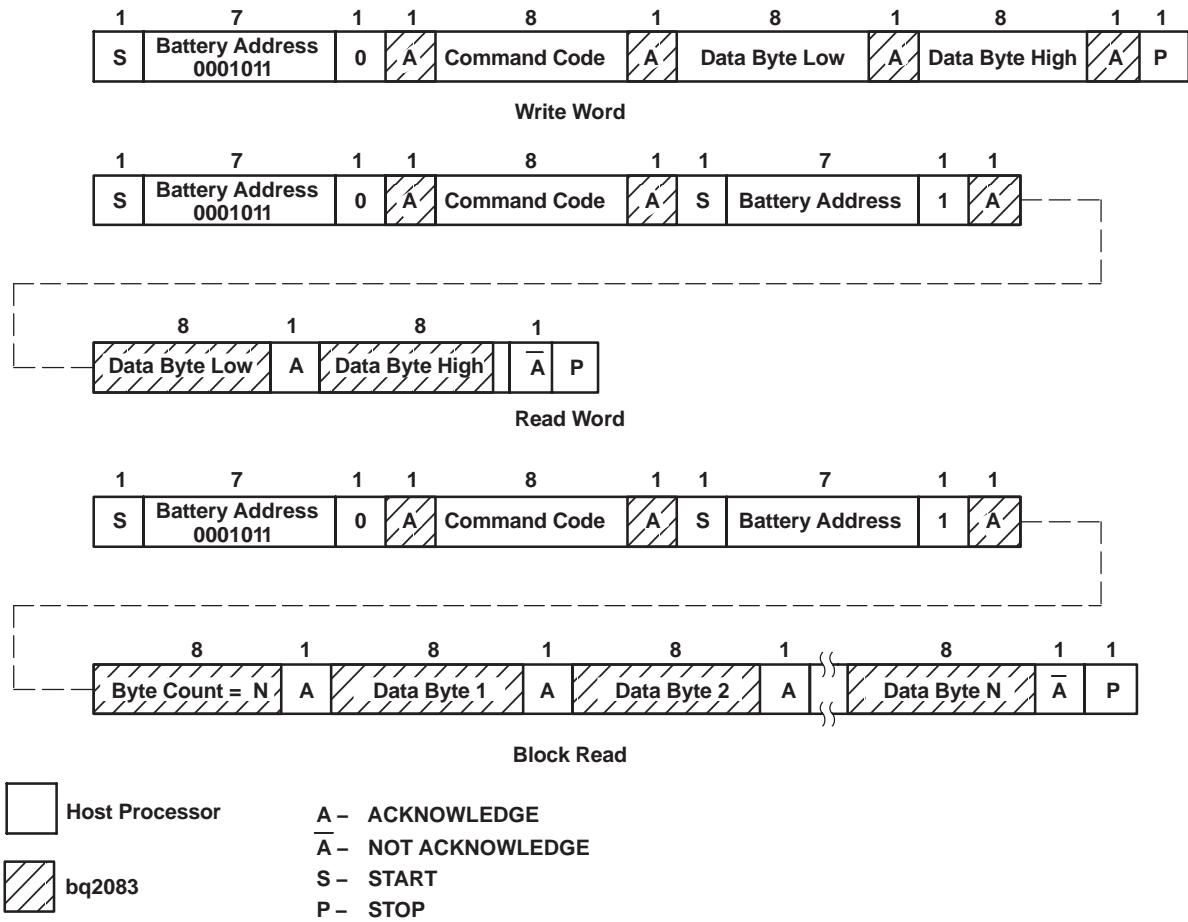 1 7 1 1 8 1 8 1 8 1 1
S Battery Address 0 A Command Code A Data Byte Low A Data Byte High A P
0001011
Write Word
1 7 1 1 8 1 1 7 1 1
S Battery Address 0 A Command Code A S Battery Address 1 A
0001011
8 1 8 1
Data Byte Low A Data Byte High A̅ P
Read Word
1 7 1 1 8 1 1 7 1 1
S Battery Address 0 A Command Code A S Battery Address 1 A
0001011
8 1 8 1 8 1 8 1 1
Byte Count = N A Data Byte 1 A Data Byte 2 A Data Byte N A̅ P
Block Read
Host Processor
bq2083
A – ACKNOWLEDGE
A̅ – NOT ACKNOWLEDGE
S – START
P – STOP